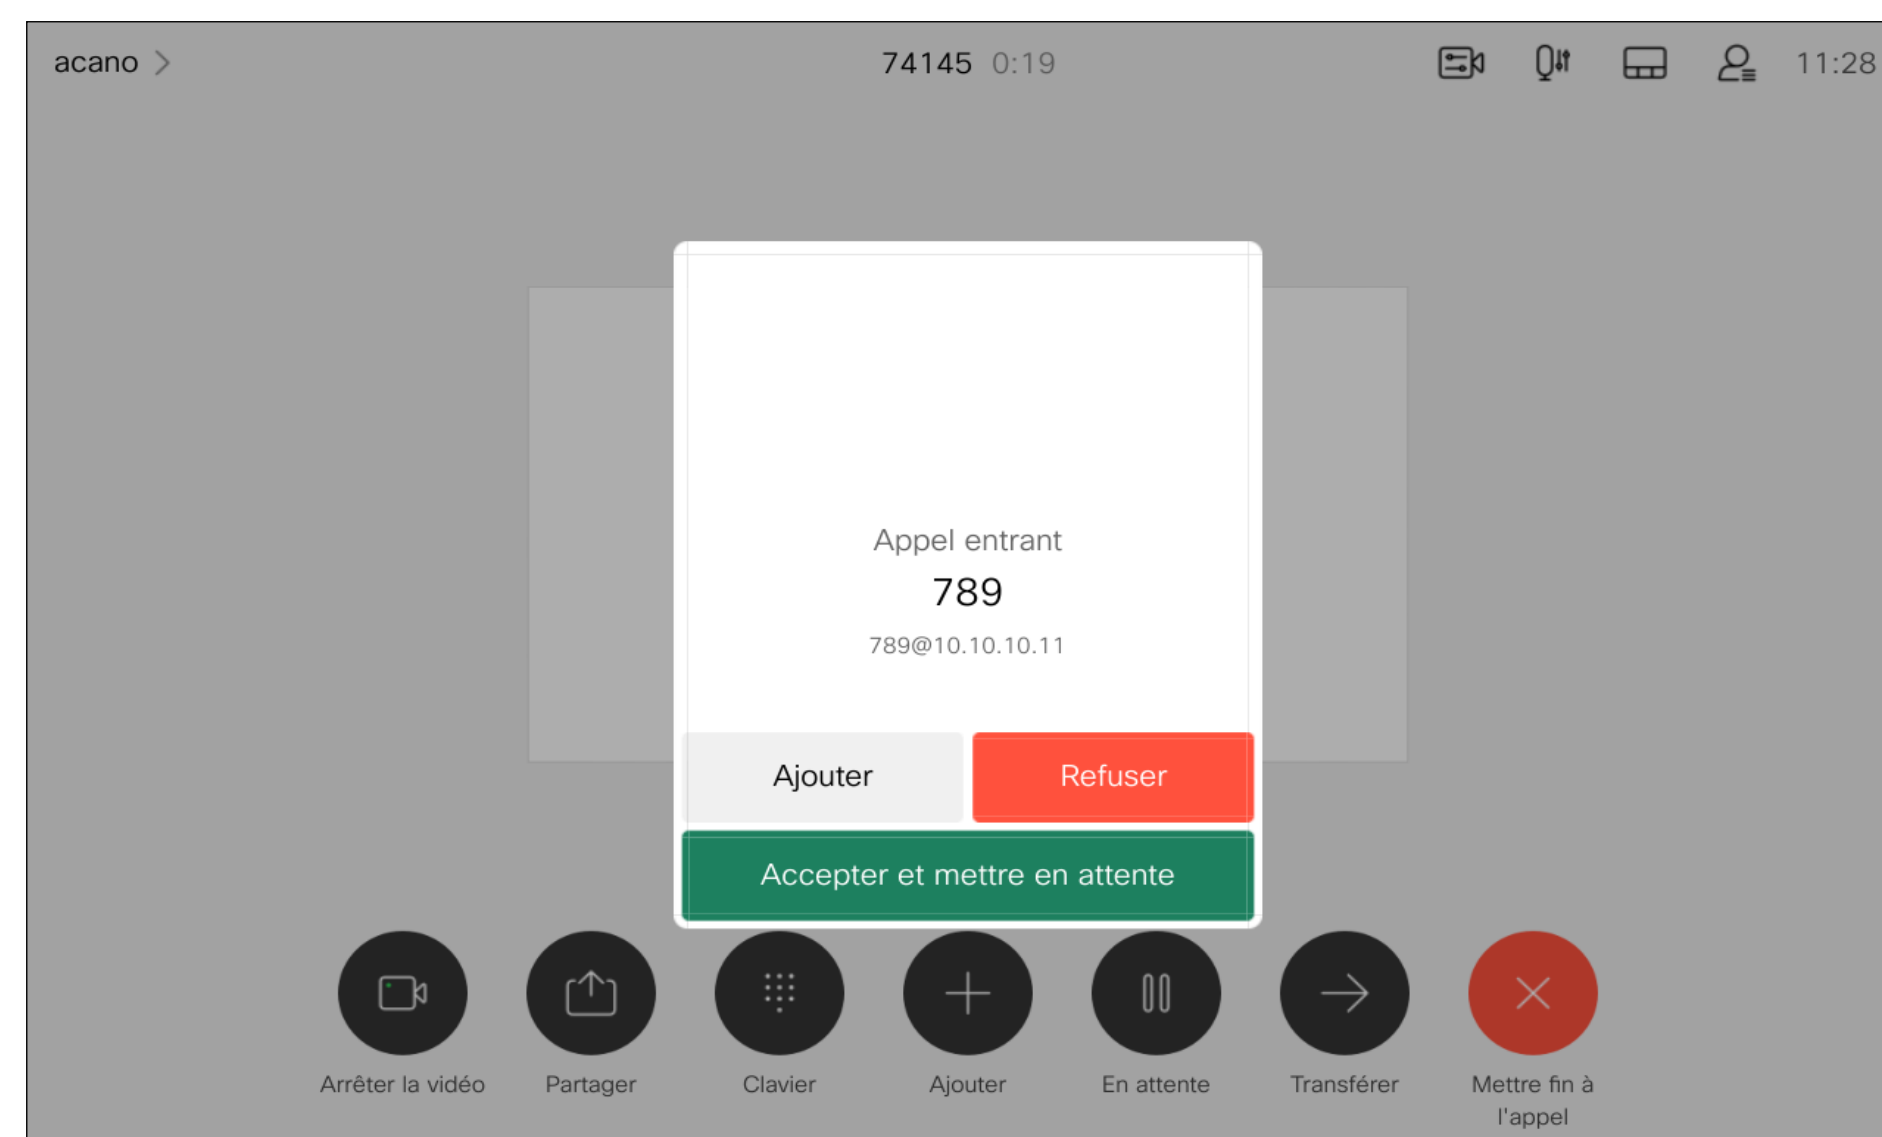 acano
74145 0:19
11:28
Appel entrant
789
789@10.10.10.11
Ajouter
Refuser
Accepter et mettre en attente
Arrêter la vidéo
Partager
Clavier
Ajouter
En attente
Transférer
Mettre fin à
l'appel